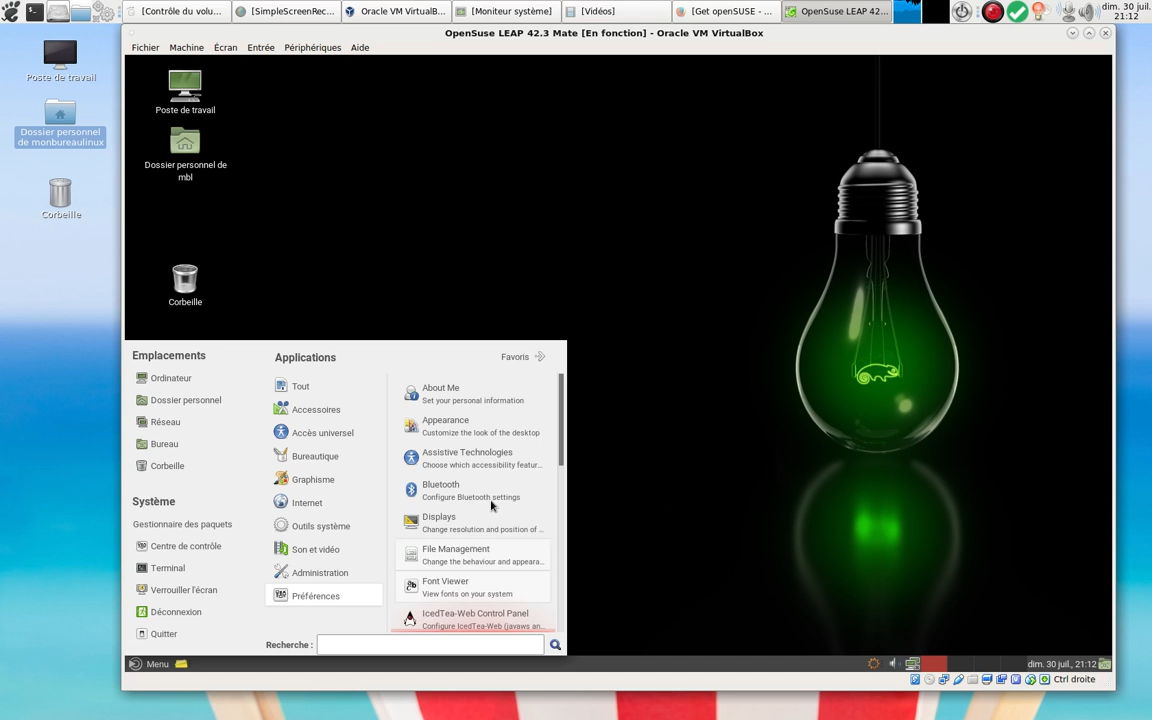 [Contrôle du volu...
[SimpleScreenRec...
Oracle VM VirtualB...
[Moniteur système]
[Vidéos]
[Get openSUSE - ...
OpenSuse LEAP 42...
dim. 30 juil.
21:12
OpenSuse LEAP 42.3 Mate [En fonction] - Oracle VM VirtualBox
Fichier Machine Écran Entrée Périphériques Aide
Poste de travail
Dossier personnel
de monbureaulinux
Corbeille
Poste de travail
Dossier personnel de
mbl
Corbeille
Emplacements
Ordinateur
Dossier personnel
Réseau
Bureau
Corbeille
Système
Gestionnaire des paquets
Centre de contrôle
Terminal
Verrouiller l'écran
Déconnexion
Quitter
Applications
Favoris
Tout
Accessoires
Accès universel
Bureautique
Graphisme
Internet
Outils système
Son et vidéo
Administration
Préférences
About Me
Set your personal information
Appearance
Customize the look of the desktop
Assistive Technologies
Choose which accessibility featur...
Bluetooth
Configure Bluetooth settings
Displays
Change resolution and position of ...
File Management
Change the behaviour and appeara...
Font Viewer
View fonts on your system
IcedTea-Web Control Panel
Configure IcedTea-Web (javaws an...
Recherche :
Menu
dim. 30 juil., 21:12
Ctrl droite